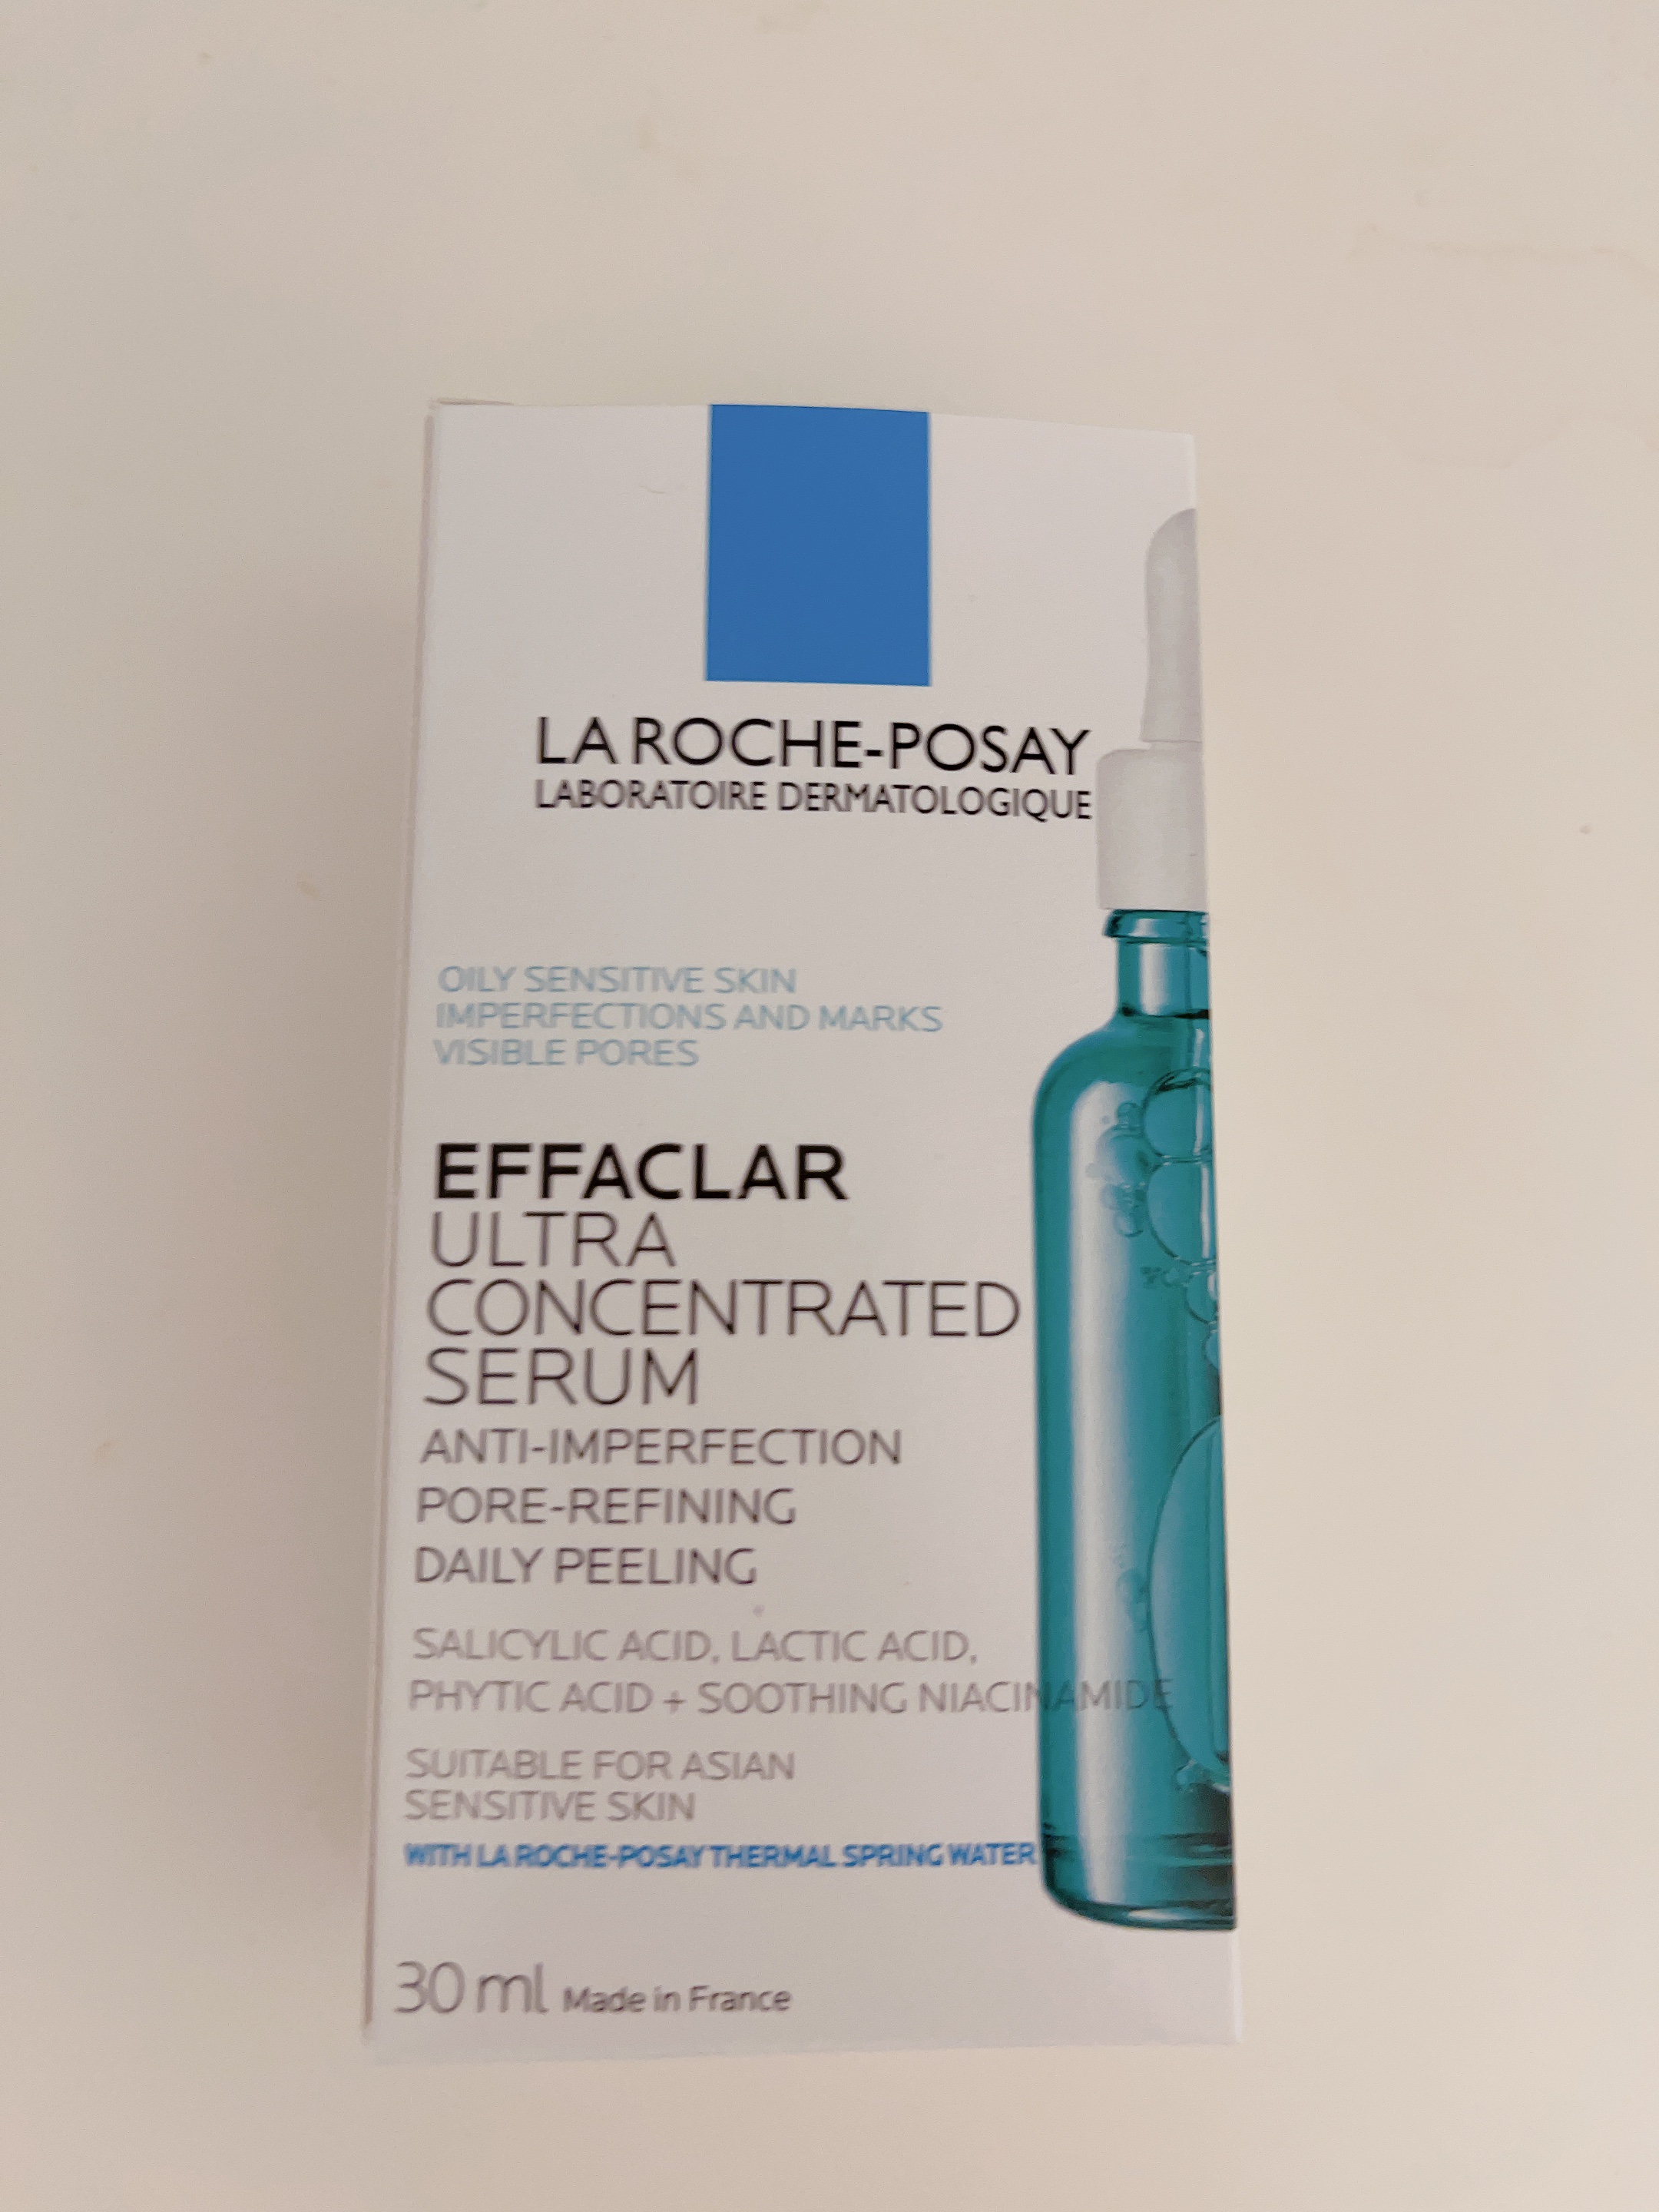 LA ROCHE-POSAY
LABORATOIRE DERMATOLOGIQUE
OILY SENSITIVE SKIN
IMPERFECTIONS AND MARKS
VISIBLE PORES
EFFACLAR
ULTRA
CONCENTRATED
SERUM
ANTI-IMPERFECTION
PORE-REFINING
DAILY PEELING
SALICYLIC ACID, LACTIC ACID,
PHYTIC ACID + SOOTHING NIACINAMIDE
SUITABLE FOR ASIAN
SENSITIVE SKIN
WITH LA ROCHE-POSAY THERMAL SPRING WATER
30 ml Made in France